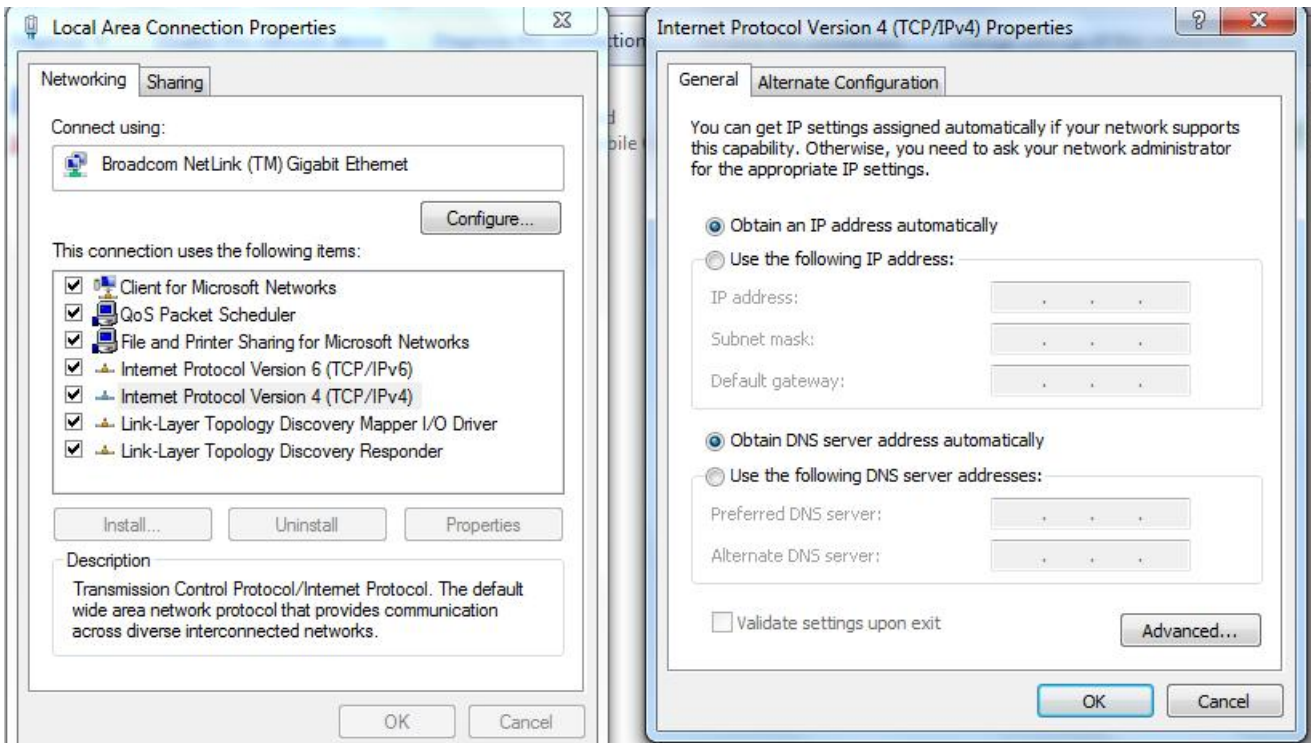 Local Area Connection Properties
Networking
Sharing
Connect using:
Broadcom NetLink (TM) Gigabit Ethernet
Configure...
This connection uses the following items:
Client for Microsoft Networks
QoS Packet Scheduler
File and Printer Sharing for Microsoft Networks
Internet Protocol Version 6 (TCP/IPv6)
Internet Protocol Version 4 (TCP/IPv4)
Link-Layer Topology Discovery Mapper I/O Driver
Link-Layer Topology Discovery Responder
Install...
Uninstall
Properties
Description
Transmission Control Protocol/Internet Protocol. The default
wide area network protocol that provides communication
across diverse interconnected networks.
OK
Cancel
Internet Protocol Version 4 (TCP/IPv4) Properties
General
Alternate Configuration
You can get IP settings assigned automatically if your network supports
this capability. Otherwise, you need to ask your network administrator
for the appropriate IP settings.
Obtain an IP address automatically
Use the following IP address:
IP address:
Subnet mask:
Default gateway:
Obtain DNS server address automatically
Use the following DNS server addresses:
Preferred DNS server:
Alternate DNS server:
Validate settings upon exit
Advanced...
OK
Cancel